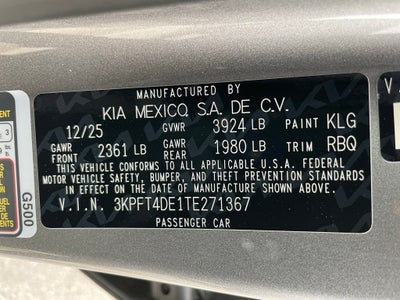 MANUFACTURED BY
KIA MEXICO, S.A. DE C.V.
12/25 GVWR 3924 LB PAINT KLG
GAWR FRONT 2361 LB GAWR REAR 1980 LB TRIM RBQ
THIS VEHICLE CONFORMS TO ALL APPLICABLE U.S.A. FEDERAL
MOTOR VEHICLE SAFETY, BUMPER, AND THEFT PREVENTION STANDARDS
IN EFFECT ON THE DATE OF MANUFACTURE SHOWN ABOVE.
V.I.N. 3KPFT4DE1TE271367
PASSENGER CAR
G500
3
V.